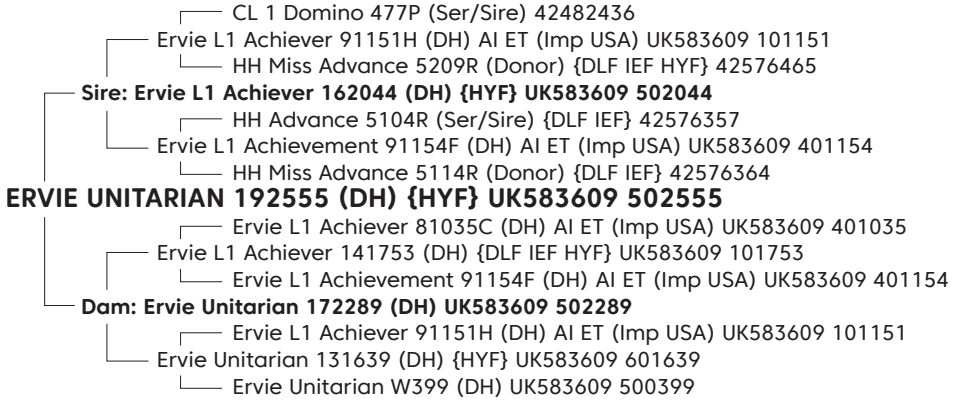 CL 1 Domino 477P (Ser/Sire) 42482436
Ervie L1 Achiever 91151H (DH) AI ET (Imp USA) UK583609 101151
HH Miss Advance 5209R (Donor) {DLF IEF HYF} 42576465
Sire: Ervie L1 Achiever 162044 (DH) {HYF} UK583609 502044
HH Advance 5104R (Ser/Sire) {DLF IEF} 42576357
Ervie L1 Achievement 91154F (DH) AI ET (Imp USA) UK583609 401154
HH Miss Advance 5114R (Donor) {DLF IEF} 42576364
ERVIE UNITARIAN 192555 (DH) {HYF} UK583609 502555
Ervie L1 Achiever 81035C (DH) AI ET (Imp USA) UK583609 401035
Ervie L1 Achiever 141753 (DH) {DLF IEF HYF} UK583609 101753
Ervie L1 Achievement 91154F (DH) AI ET (Imp USA) UK583609 401154
Dam: Ervie Unitarian 172289 (DH) UK583609 502289
Ervie L1 Achiever 91151H (DH) AI ET (Imp USA) UK583609 101151
Ervie Unitarian 131639 (DH) {HYF} UK583609 601639
Ervie Unitarian W399 (DH) UK583609 500399